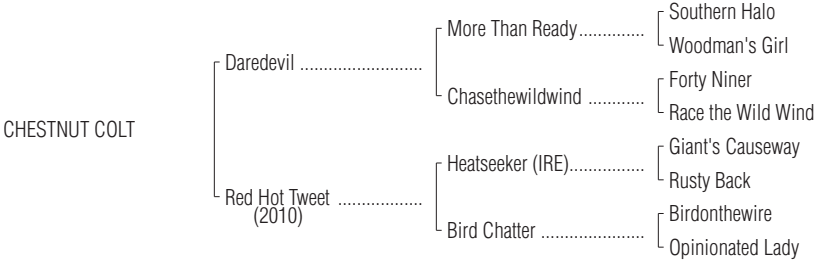 Southern Halo
More Than Ready..............
Woodman's Girl
Daredevil ..........................
Forty Niner
Chasethewildwind ............
Race the Wild Wind
CHESTNUT COLT
Giant's Causeway
Heatseeker (IRE)................
Rusty Back
Red Hot Tweet ..................
(2010)
Birdonthewire
Bird Chatter ......................
Opinionated Lady